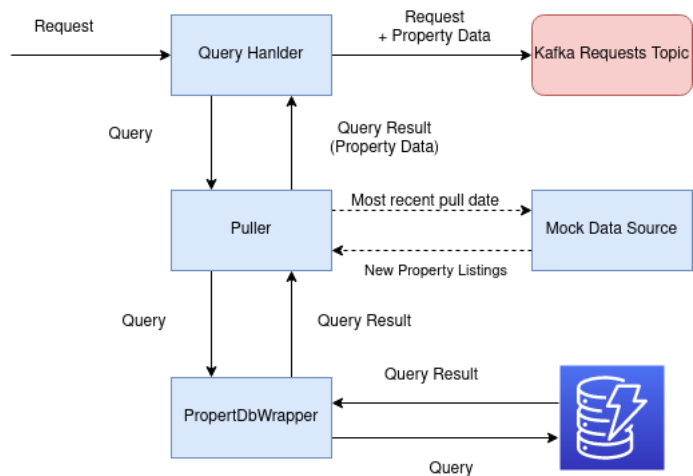 Request
Request
+ Property Data
Query Hanlder
Kafka Requests Topic
Query
Query Result
(Property Data)
Most recent pull date
Puller
Mock Data Source
New Property Listings
Query
Query Result
Query Result
PropertDbWrapper
Query